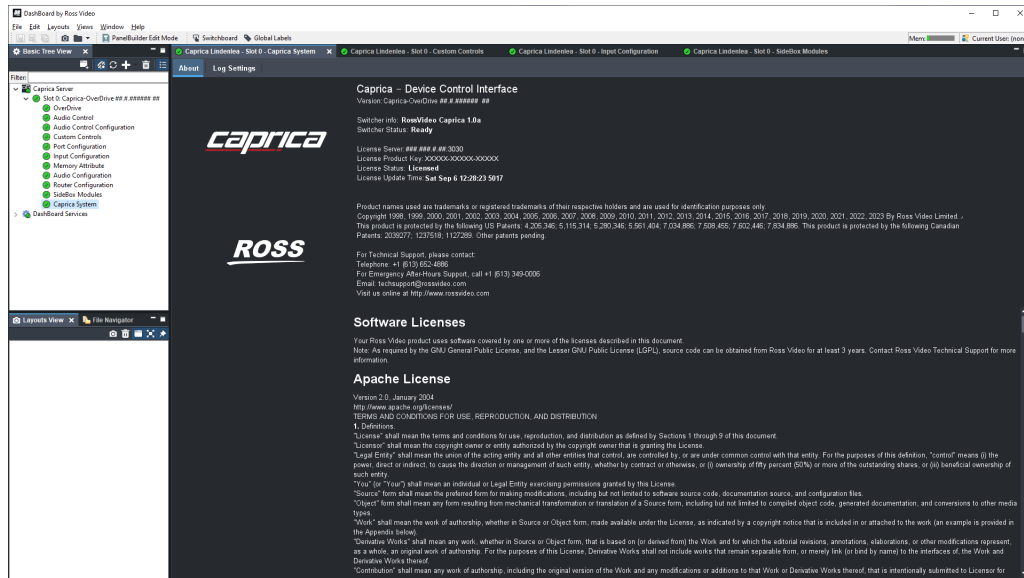 DashBoard by Ross Video
File Edit Layouts Views Window Help
PanelBuilder Edit Mode Switchboard Global Labels
Mem: Current User: (non
Basic Tree View
Filter:
Caprica Server
Slot 0: Caprica-OverDrive ##.#.###### ##
OverDrive
Audio Control
Audio Control Configuration
Custom Controls
Port Configuration
Input Configuration
Memory Attribute
Audio Configuration
Router Configuration
SideBox Modules
Caprica System
DashBoard Services
Layouts View File Navigator
Caprica Lindenlea - Slot 0 - Caprica System Caprica Lindenlea - Slot 0 - Custom Controls Caprica Lindenlea - Slot 0 - Input Configuration Caprica Lindenlea - Slot 0 - SideBox Modules
About Log Settings
caprica
ROSS
Caprica – Device Control Interface
Version: Caprica-OverDrive ##.#.###### ##
Switcher info: RossVideo Caprica 1.0a
Switcher Status: Ready
License Server: ###.###.#.##:3030
License Product Key: XXXXX-XXXXX-XXXXX
License Status: Licensed
License Update Time: Sat Sep 6 12:28:23 5017
Product names used are trademarks or registered trademarks of their respective holders and are used for identification purposes only.
Copyright 1998, 1999, 2000, 2001, 2002, 2003, 2004, 2005, 2006, 2007, 2008, 2009, 2010, 2011, 2012, 2013, 2014, 2015, 2016, 2017, 2018, 2019, 2020, 2021, 2022, 2023 By Ross Video Limited.
This product is protected by the following US Patents: 4,205,346; 5,115,314; 5,280,346; 5,561,404; 7,034,886; 7,508,455; 7,602,446; 7,834,886. This product is protected by the following Canadian
Patents: 2039277; 1237518; 1127289. Other patents pending.
For Technical Support, please contact:
Telephone: +1 (613) 652-4886
For Emergency After-Hours Support, call +1 (613) 349-0006
Email: techsupport@rossvideo.com
Visit us online at http://www.rossvideo.com
Software Licenses
Your Ross Video product uses software covered by one or more of the licenses described in this document.
Note: As required by the GNU General Public License, and the Lesser GNU Public License (LGPL), source code can be obtained from Ross Video for at least 3 years. Contact Ross Video Technical Support for more
information.
Apache License
Version 2.0, January 2004
http://www.apache.org/licenses/
TERMS AND CONDITIONS FOR USE, REPRODUCTION, AND DISTRIBUTION
1. Definitions.
"License" shall mean the terms and conditions for use, reproduction, and distribution as defined by Sections 1 through 9 of this document.
"Licensor" shall mean the copyright owner or entity authorized by the copyright owner that is granting the License.
"Legal Entity" shall mean the union of the acting entity and all other entities that control, are controlled by, or are under common control with that entity. For the purposes of this definition, "control" means (i) the
power, direct or indirect, to cause the direction or management of such entity, whether by contract or otherwise, or (ii) ownership of fifty percent (50%) or more of the outstanding shares, or (iii) beneficial ownership of
such entity.
"You" (or "Your") shall mean an individual or Legal Entity exercising permissions granted by this License.
"Source" form shall mean the preferred form for making modifications, including but not limited to software source code, documentation source, and configuration files.
"Object" form shall mean any form resulting from mechanical transformation or translation of a Source form, including but not limited to compiled object code, generated documentation, and conversions to other media
types.
"Work" shall mean the work of authorship, whether in Source or Object form, made available under the License, as indicated by a copyright notice that is included in or attached to the work (an example is provided in
the Appendix below).
"Derivative Works" shall mean any work, whether in Source or Object form, that is based on (or derived from) the Work and for which the editorial revisions, annotations, elaborations, or other modifications represent,
as a whole, an original work of authorship. For the purposes of this License, Derivative Works shall not include works that remain separable from, or merely link (or bind by name) to the interfaces of, the Work and
Derivative Works thereof.
"Contribution" shall mean any work of authorship, including the original version of the Work and any modifications or additions to that Work or Derivative Works thereof, that is intentionally submitted to Licensor for